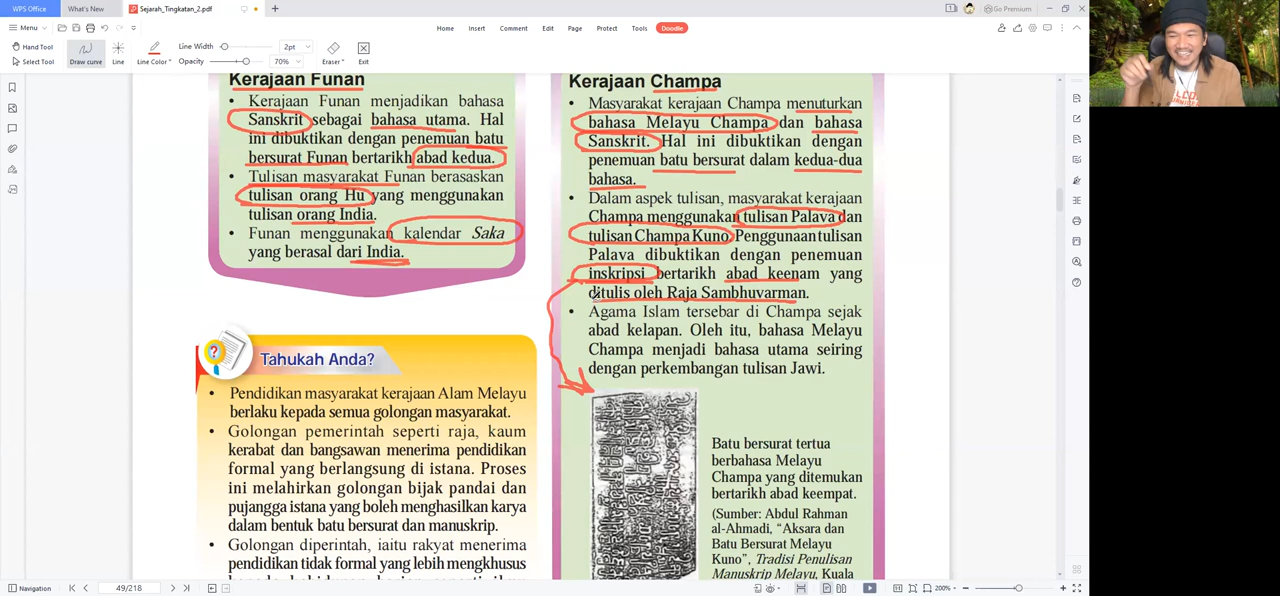 WPS Office
What's New
Sejarah_Tingkatan_2.pdf
Go Premium
Menu
Home
Insert
Comment
Edit
Page
Protect
Tools
Doodle
Hand Tool
Select Tool
Draw curve
Line
Line Color
Line Width
2pt
Opacity
70%
Eraser
Exit
Kerajaan Funan
• Kerajaan Funan menjadikan bahasa
Sanskrit sebagai bahasa utama. Hal
ini dibuktikan dengan penemuan batu
bersurat Funan bertarikh abad kedua.
• Tulisan masyarakat Funan berasaskan
tulisan orang Hu yang menggunakan
tulisan orang India.
• Funan menggunakan kalendar Saka
yang berasal dari India.
Tahukah Anda?
• Pendidikan masyarakat kerajaan Alam Melayu
berlaku kepada semua golongan masyarakat.
• Golongan pemerintah seperti raja, kaum
kerabat dan bangsawan menerima pendidikan
formal yang berlangsung di istana. Proses
ini melahirkan golongan bijak pandai dan
pujangga istana yang boleh menghasilkan karya
dalam bentuk batu bersurat dan manuskrip.
• Golongan diperintah, iaitu rakyat menerima
pendidikan tidak formal yang lebih mengkhusus
Kerajaan Champa
• Masyarakat kerajaan Champa menuturkan
bahasa Melayu Champa dan bahasa
Sanskrit. Hal ini dibuktikan dengan
penemuan batu bersurat dalam kedua-dua
bahasa.
• Dalam aspek tulisan, masyarakat kerajaan
Champa menggunakan tulisan Palava dan
tulisan Champa Kuno. Penggunaan tulisan
Palava dibuktikan dengan penemuan
inskripsi bertarikh abad keenam yang
ditulis oleh Raja Sambhuvarman.
• Agama Islam tersebar di Champa sejak
abad kelapan. Oleh itu, bahasa Melayu
Champa menjadi bahasa utama seiring
dengan perkembangan tulisan Jawi.
Batu bersurat tertua
berbahasa Melayu
Champa yang ditemukan
bertarikh abad keempat.
(Sumber: Abdul Rahman
al-Ahmadi, "Aksara dan
Batu Bersurat Melayu
Kuno", Tradisi Penulisan
Manuskrip Melayu, Kuala
Navigation
49/218
200%